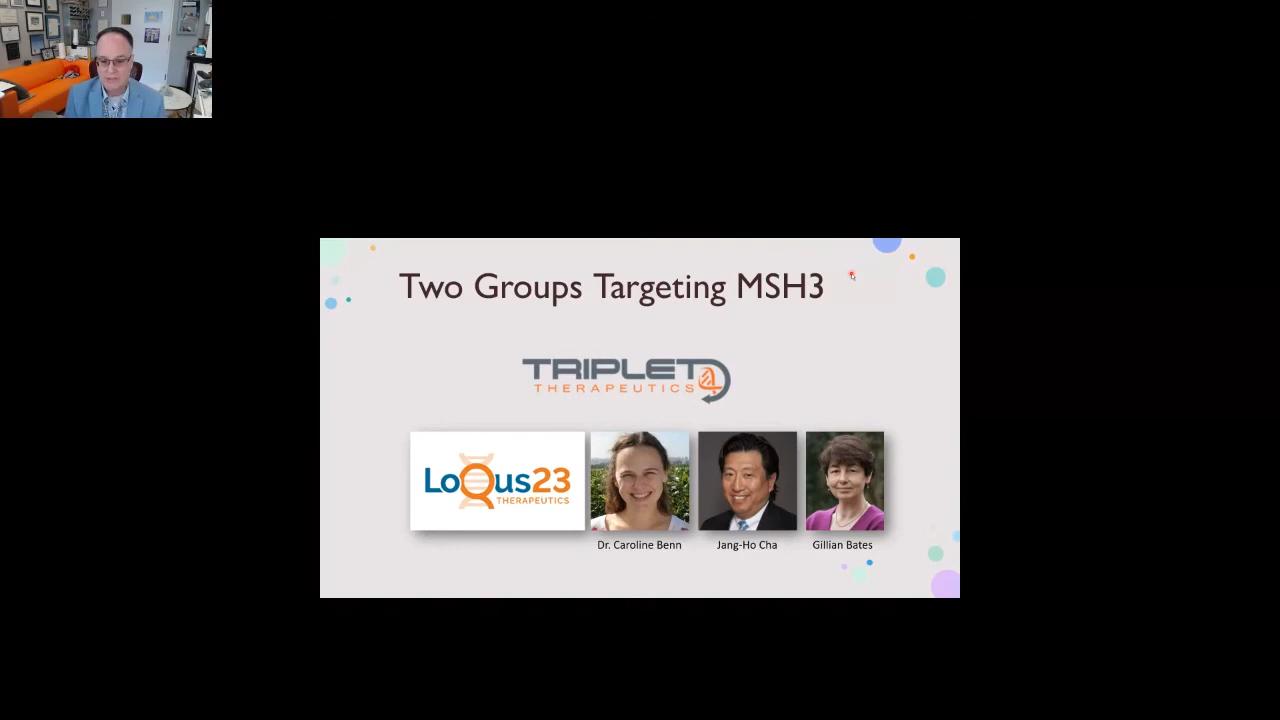 Two Groups Targeting MSH3
TRIPLET
THERAPEUTICS
LoQus23
THERAPEUTICS
Dr. Caroline Benn
Jang-Ho Cha
Gillian Bates